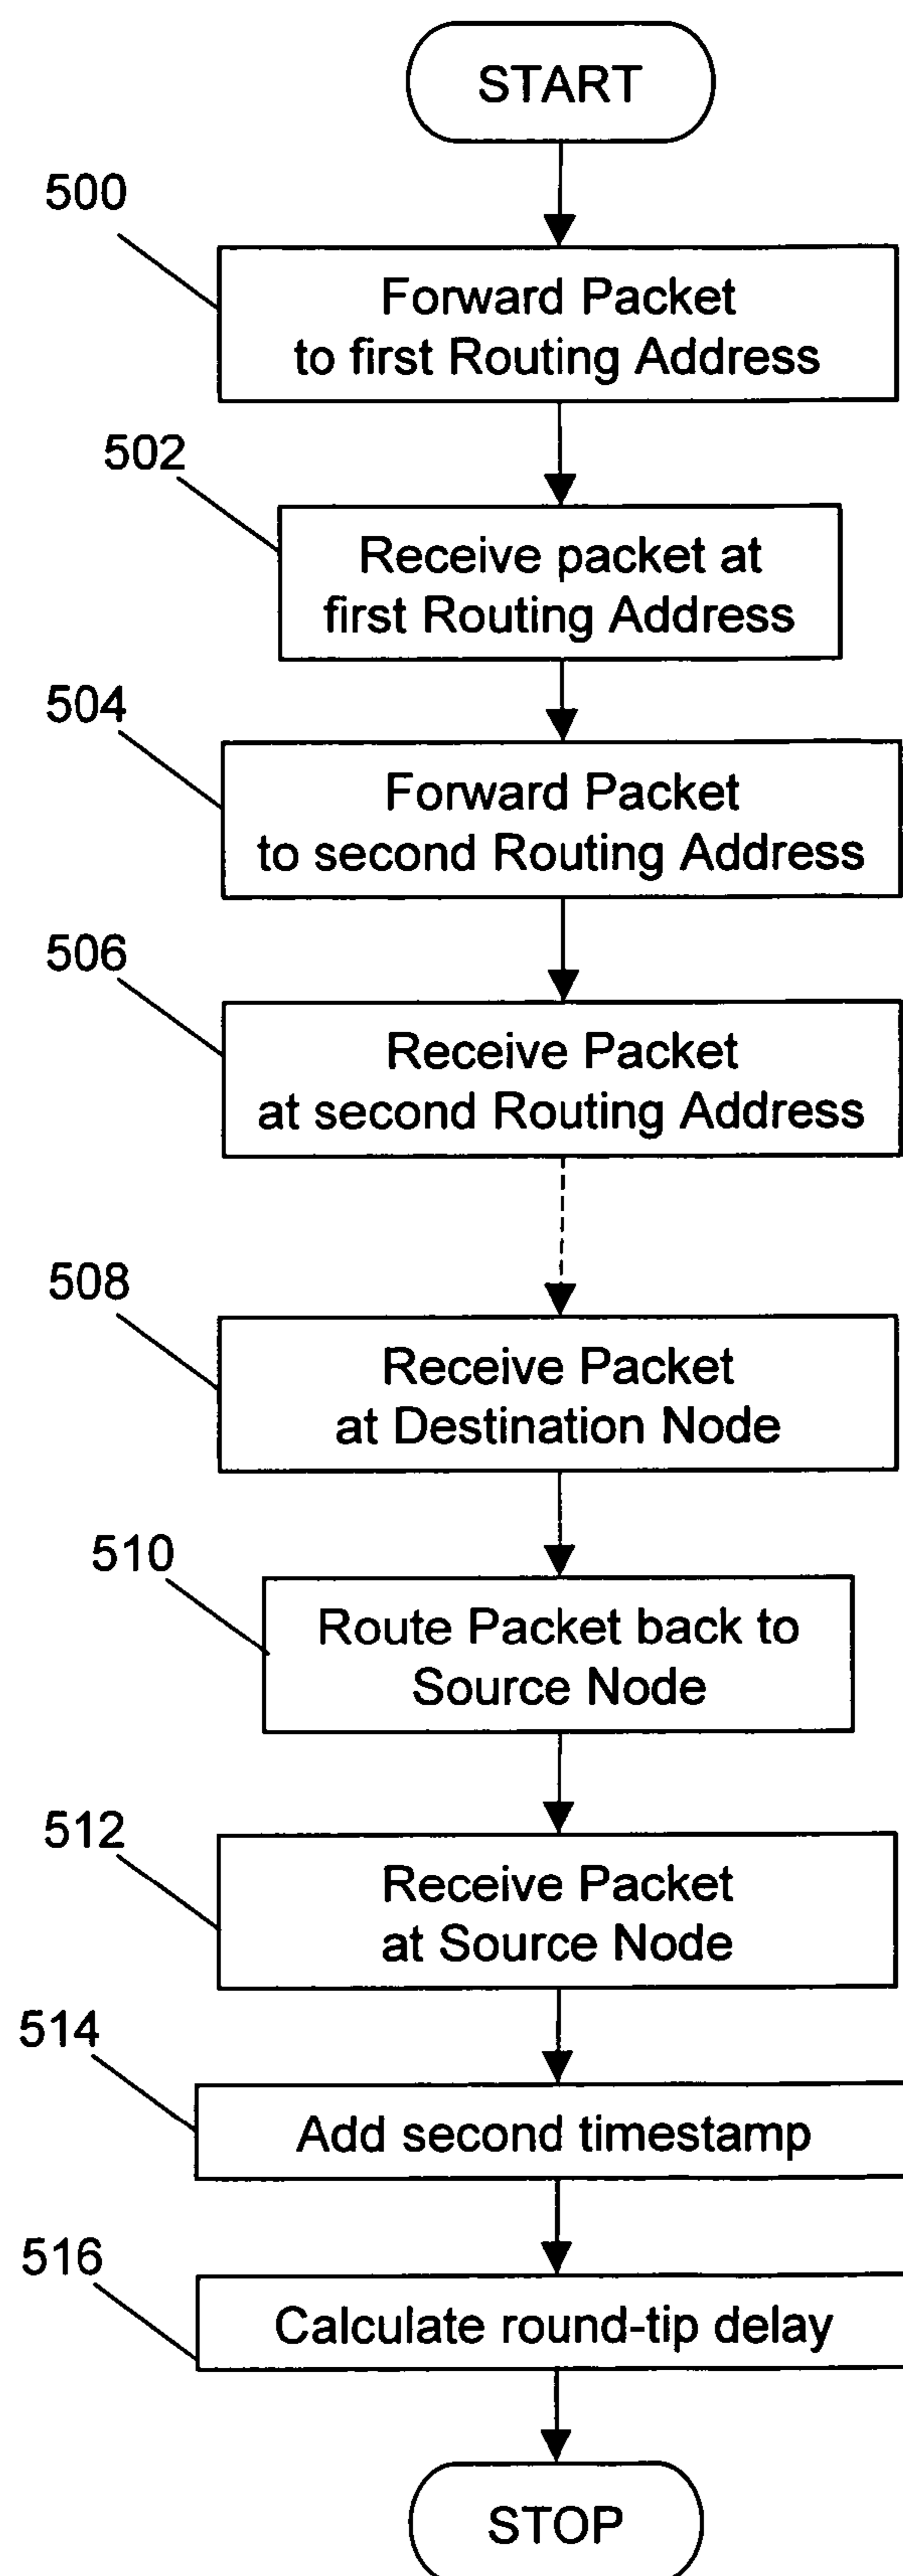 START
500
Forward Packet
to first Routing Address
502
Receive packet at
first Routing Address
504
Forward Packet
to second Routing Address
506
Receive Packet
at second Routing Address
508
Receive Packet
at Destination Node
510
Route Packet back to
Source Node
512
Receive Packet
at Source Node
514
Add second timestamp
516
Calculate round-tip delay
STOP